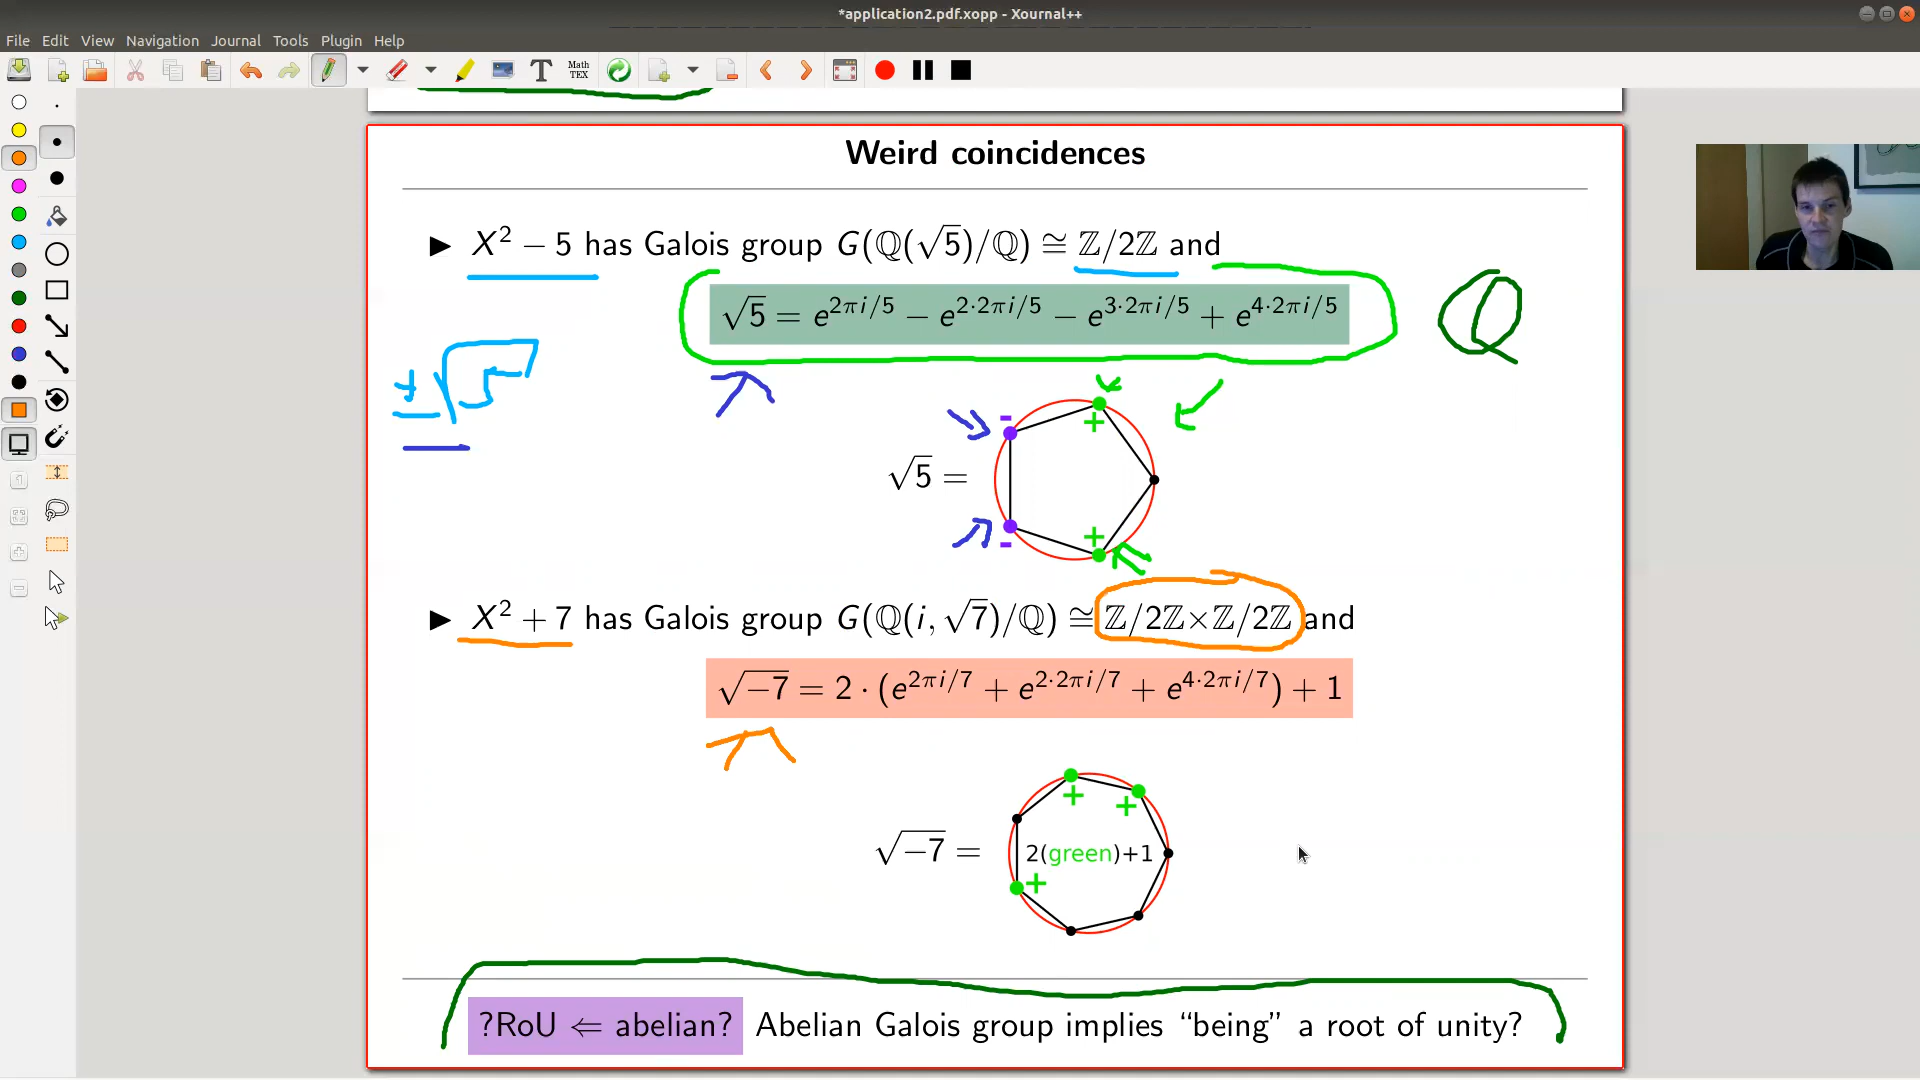 *application2.pdf.xopp - Xournal++
File Edit View Navigation Journal Tools Plugin Help
Math TEX
Weird coincidences
▶ X² − 5 has Galois group G(ℚ(√5)/ℚ) ≅ ℤ/2ℤ and
√5 = e^{2πi/5} − e^{2·2πi/5} − e^{3·2πi/5} + e^{4·2πi/5}
Q
±√5
- +
√5 =
- +
▶ X² + 7 has Galois group G(ℚ(i, √7)/ℚ) ≅ ℤ/2ℤ×ℤ/2ℤ and
√−7 = 2 · (e^{2πi/7} + e^{2·2πi/7} + e^{4·2πi/7}) + 1
+ +
√−7 = 2(green)+1
+
?RoU ⇐ abelian? Abelian Galois group implies “being” a root of unity?